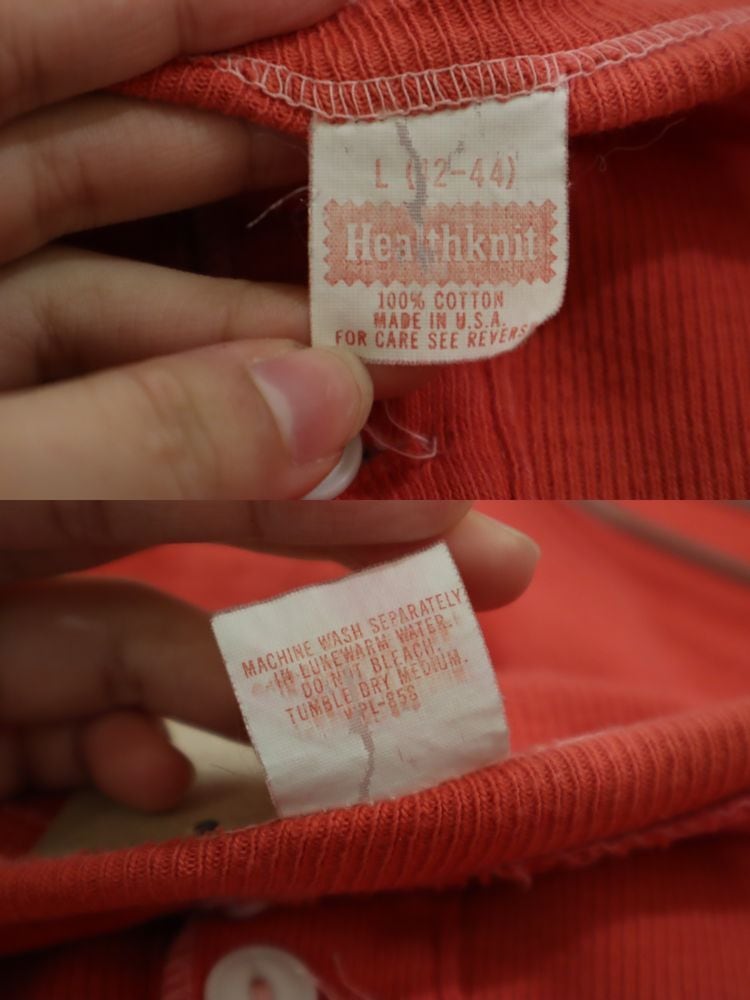 L (42-44)
Healthknit
100% COTTON
MADE IN U.S.A.
FOR CARE SEE REVERSE
MACHINE WASH SEPARATELY
IN LUKEWARM WATER.
DO NOT BLEACH.
TUMBLE DRY MEDIUM.